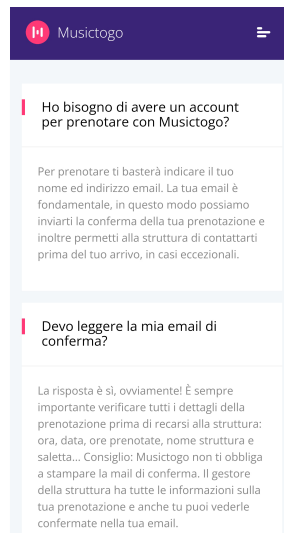 Musictogo
Ho bisogno di avere un account
per prenotare con Musictogo?
Per prenotare ti basterà indicare il tuo
nome ed indirizzo email. La tua email è
fondamentale, in questo modo possiamo
inviarti la conferma della tua prenotazione e
inoltre permetti alla struttura di contattarti
prima del tuo arrivo, in casi eccezionali.
Devo leggere la mia email di
conferma?
La risposta è sì, ovviamente! È sempre
importante verificare tutti i dettagli della
prenotazione prima di recarsi alla struttura:
ora, data, ore prenotate, nome struttura e
saletta... Consiglio: Musictogo non ti obbliga
a stampare la mail di conferma. Il gestore
della struttura ha tutte le informazioni sulla
tua prenotazione e anche tu puoi vederle
confermate nella tua email.